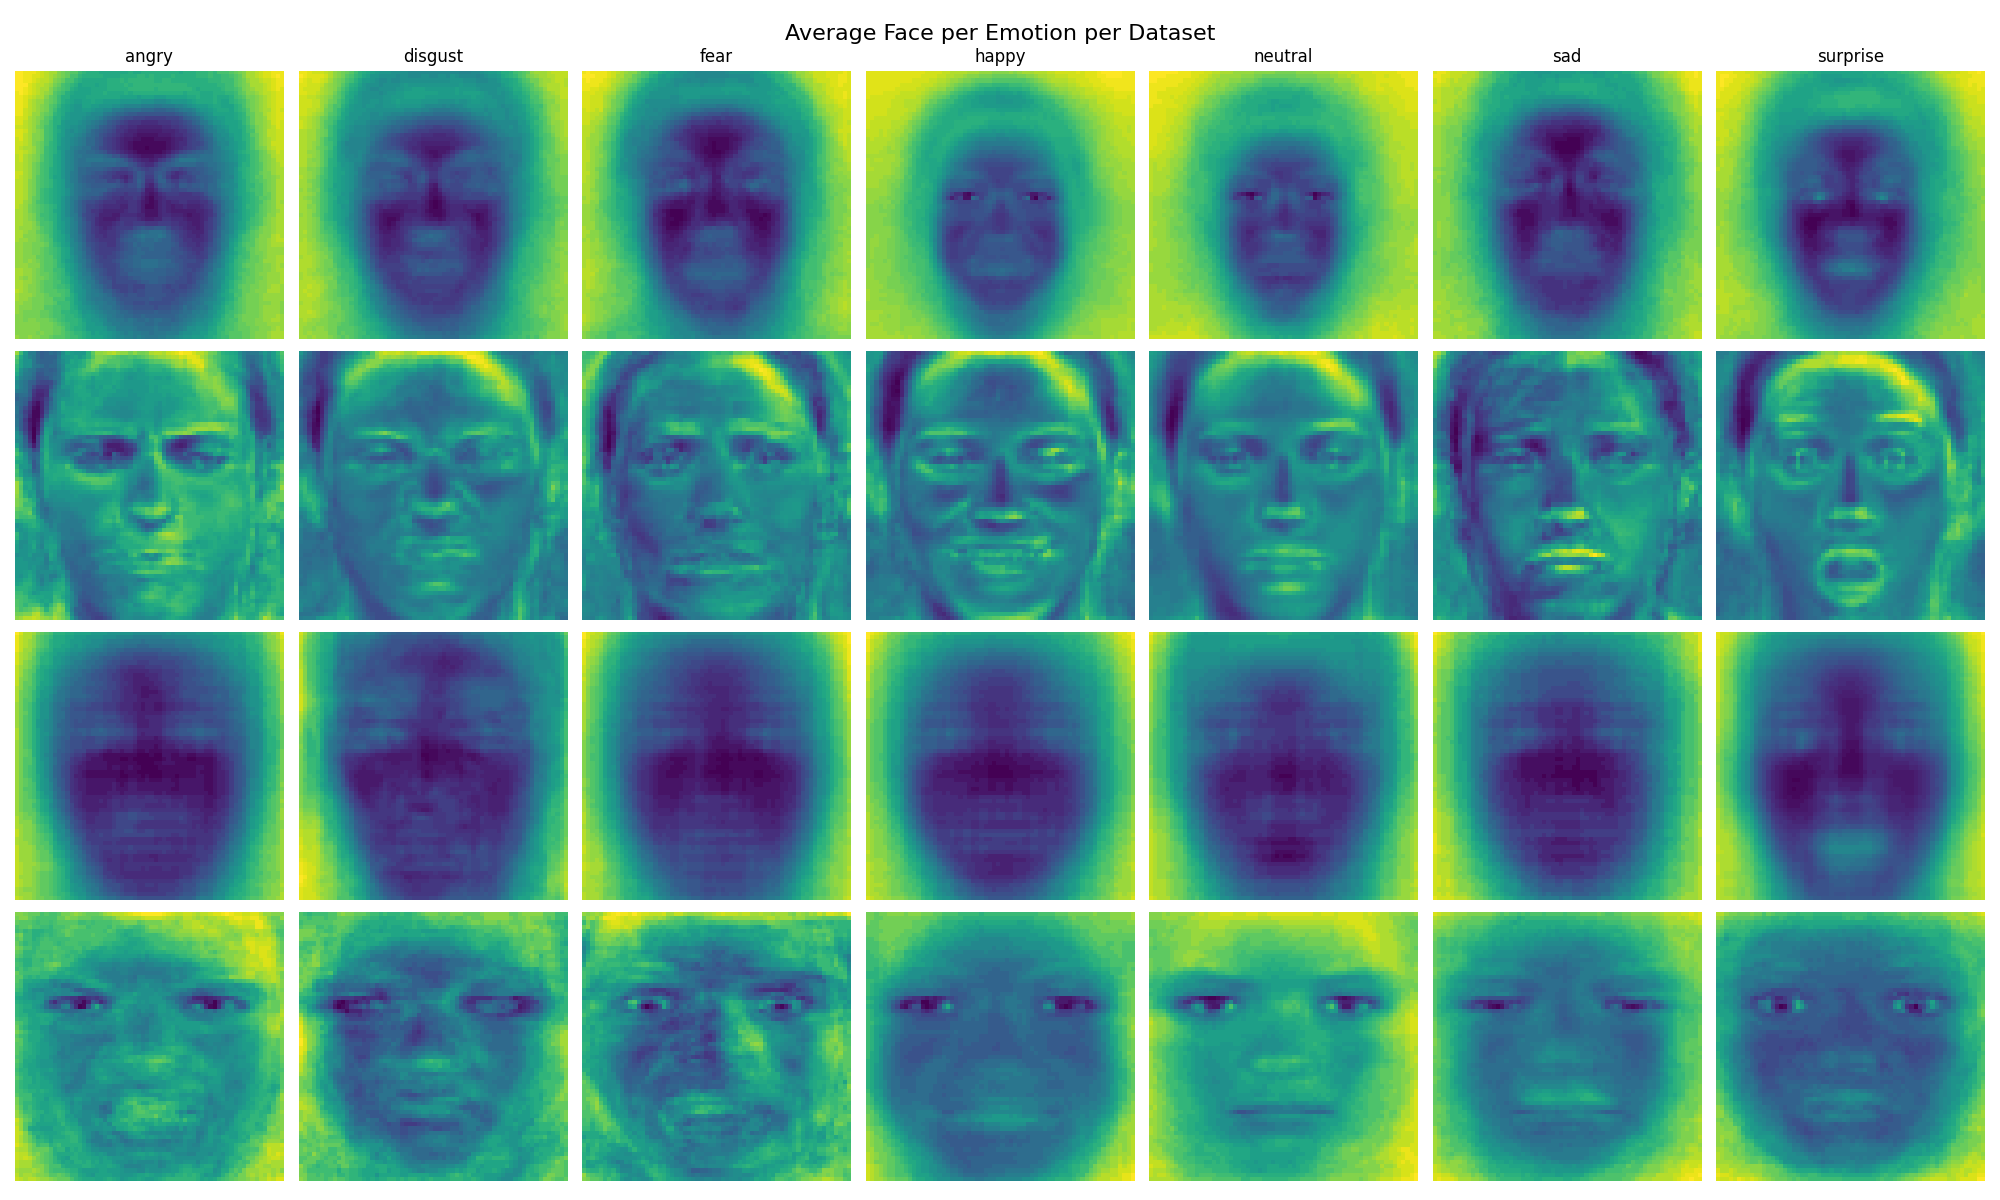 Average Face per Emotion per Dataset
angry disgust fear happy neutral sad surprise